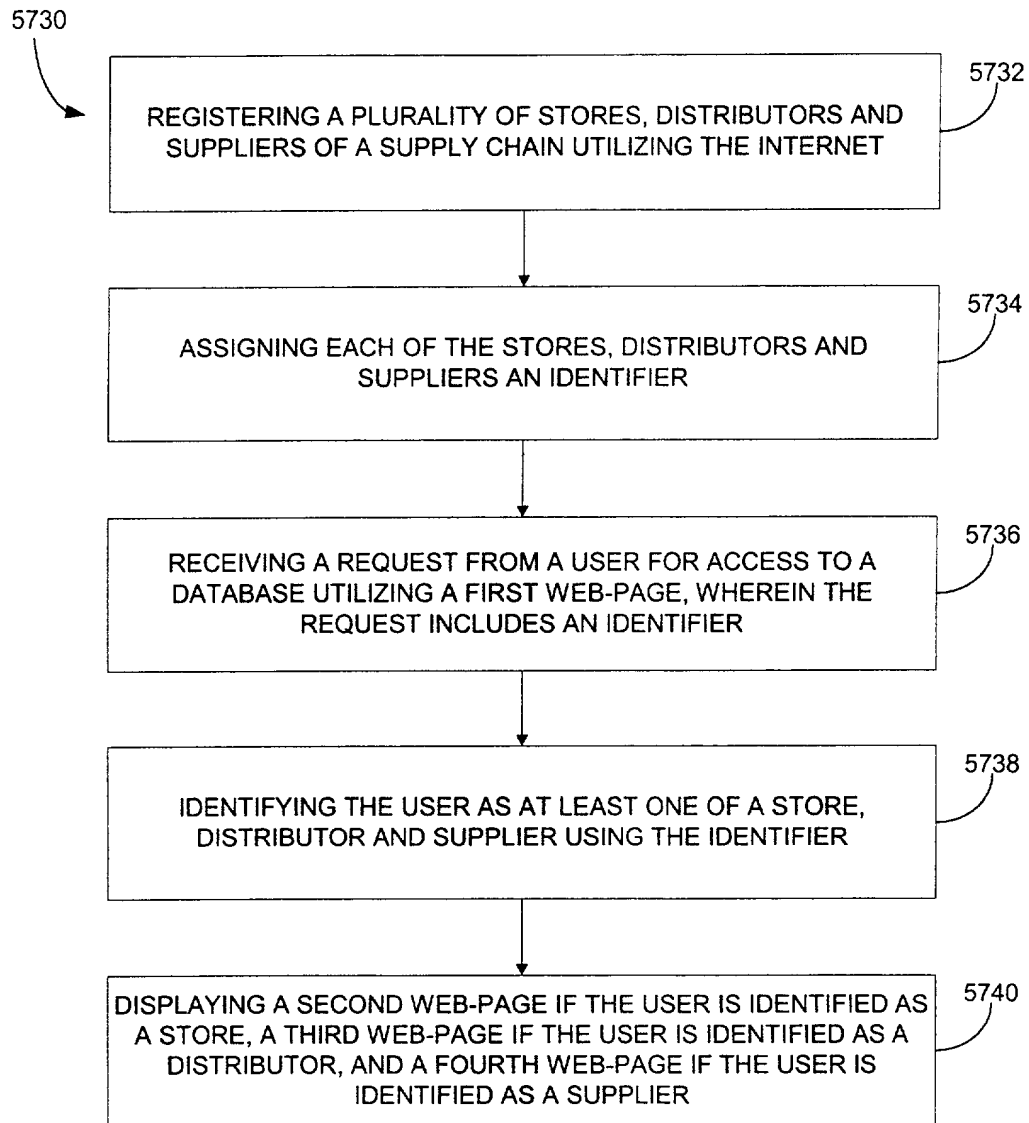 5730
5732
REGISTERING A PLURALITY OF STORES, DISTRIBUTORS AND
SUPPLIERS OF A SUPPLY CHAIN UTILIZING THE INTERNET
5734
ASSIGNING EACH OF THE STORES, DISTRIBUTORS AND
SUPPLIERS AN IDENTIFIER
5736
RECEIVING A REQUEST FROM A USER FOR ACCESS TO A
DATABASE UTILIZING A FIRST WEB-PAGE, WHEREIN THE
REQUEST INCLUDES AN IDENTIFIER
5738
IDENTIFYING THE USER AS AT LEAST ONE OF A STORE,
DISTRIBUTOR AND SUPPLIER USING THE IDENTIFIER
5740
DISPLAYING A SECOND WEB-PAGE IF THE USER IS IDENTIFIED AS
A STORE, A THIRD WEB-PAGE IF THE USER IS IDENTIFIED AS A
DISTRIBUTOR, AND A FOURTH WEB-PAGE IF THE USER IS
IDENTIFIED AS A SUPPLIER